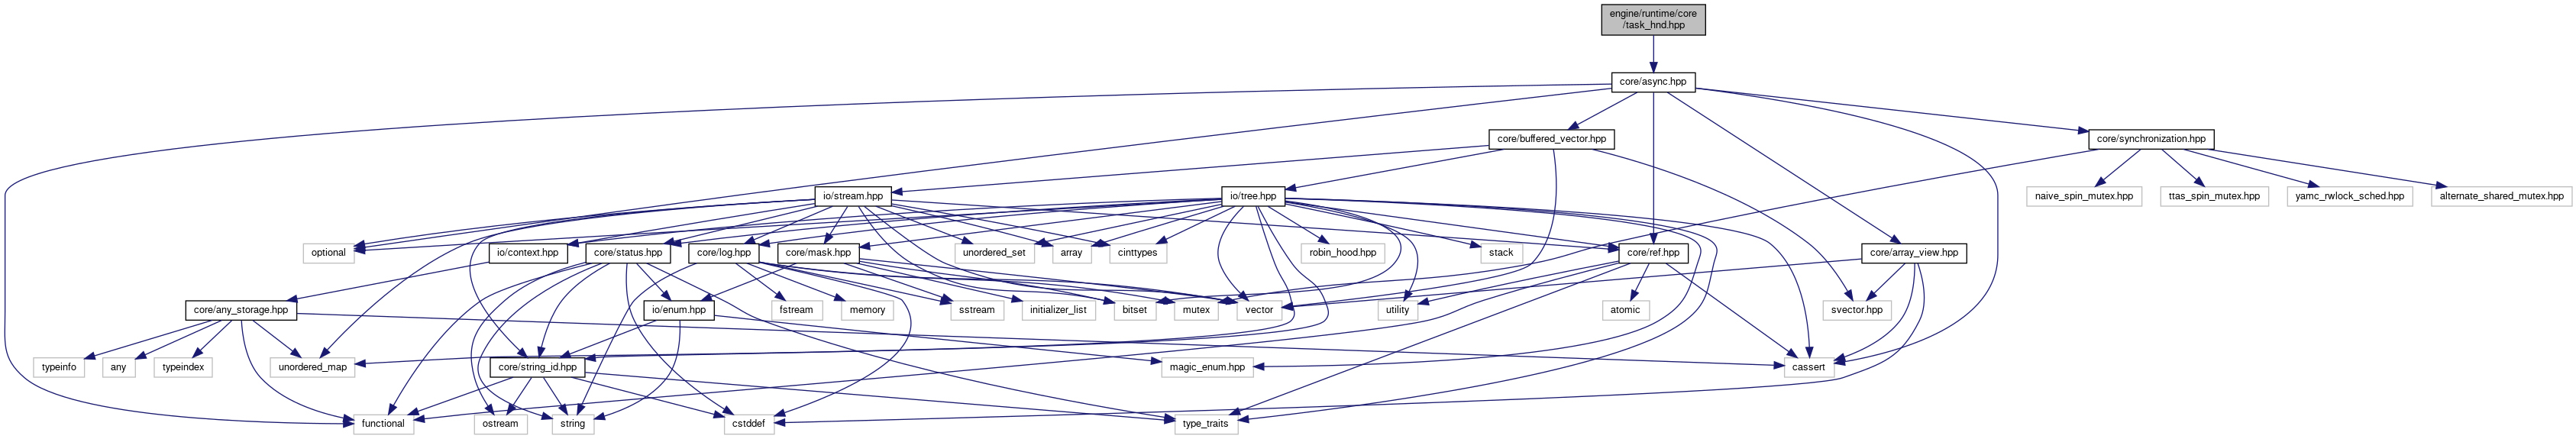 engine/runtime/core
/task_hnd.hpp
core/async.hpp
core/buffered_vector.hpp
core/synchronization.hpp
io/stream.hpp
io/tree.hpp
naive_spin_mutex.hpp
ttas_spin_mutex.hpp
yamc_rwlock_sched.hpp
alternate_shared_mutex.hpp
optional
io/context.hpp
core/status.hpp
core/log.hpp
core/mask.hpp
unordered_set
array
cinttypes
robin_hood.hpp
stack
core/ref.hpp
core/array_view.hpp
core/any_storage.hpp
io/enum.hpp
fstream
memory
sstream
initializer_list
bitset
mutex
vector
utility
atomic
svector.hpp
typeinfo
any
typeindex
unordered_map
core/string_id.hpp
magic_enum.hpp
cassert
functional
ostream
string
cstddef
type_traits